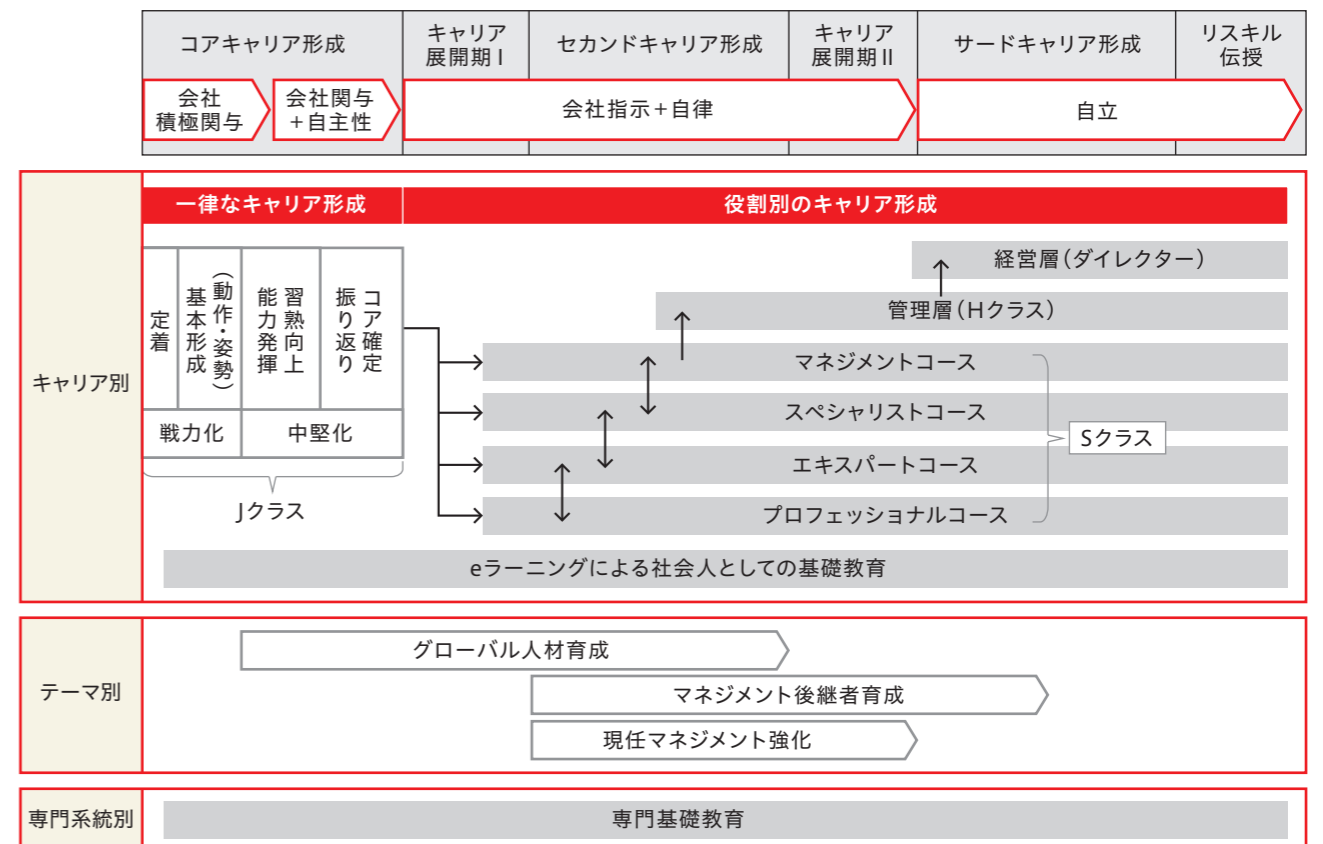 コアキャリア形成
キャリア
展開期Ⅰ
セカンドキャリア形成
キャリア
展開期Ⅱ
サードキャリア形成
リスキル
伝授
会社
積極関与
会社関与
+自主性
会社指示+自律
自立
キャリア別
一律なキャリア形成
役割別のキャリア形成
定着
基本形成
(動作・姿勢)
能力発揮
習熟向上
振り返り
コア確定
戦力化
中堅化
Jクラス
経営層(ダイレクター)
管理層(Hクラス)
マネジメントコース
スペシャリストコース
エキスパートコース
プロフェッショナルコース
Sクラス
eラーニングによる社会人としての基礎教育
テーマ別
グローバル人材育成
マネジメント後継者育成
現任マネジメント強化
専門系統別
専門基礎教育